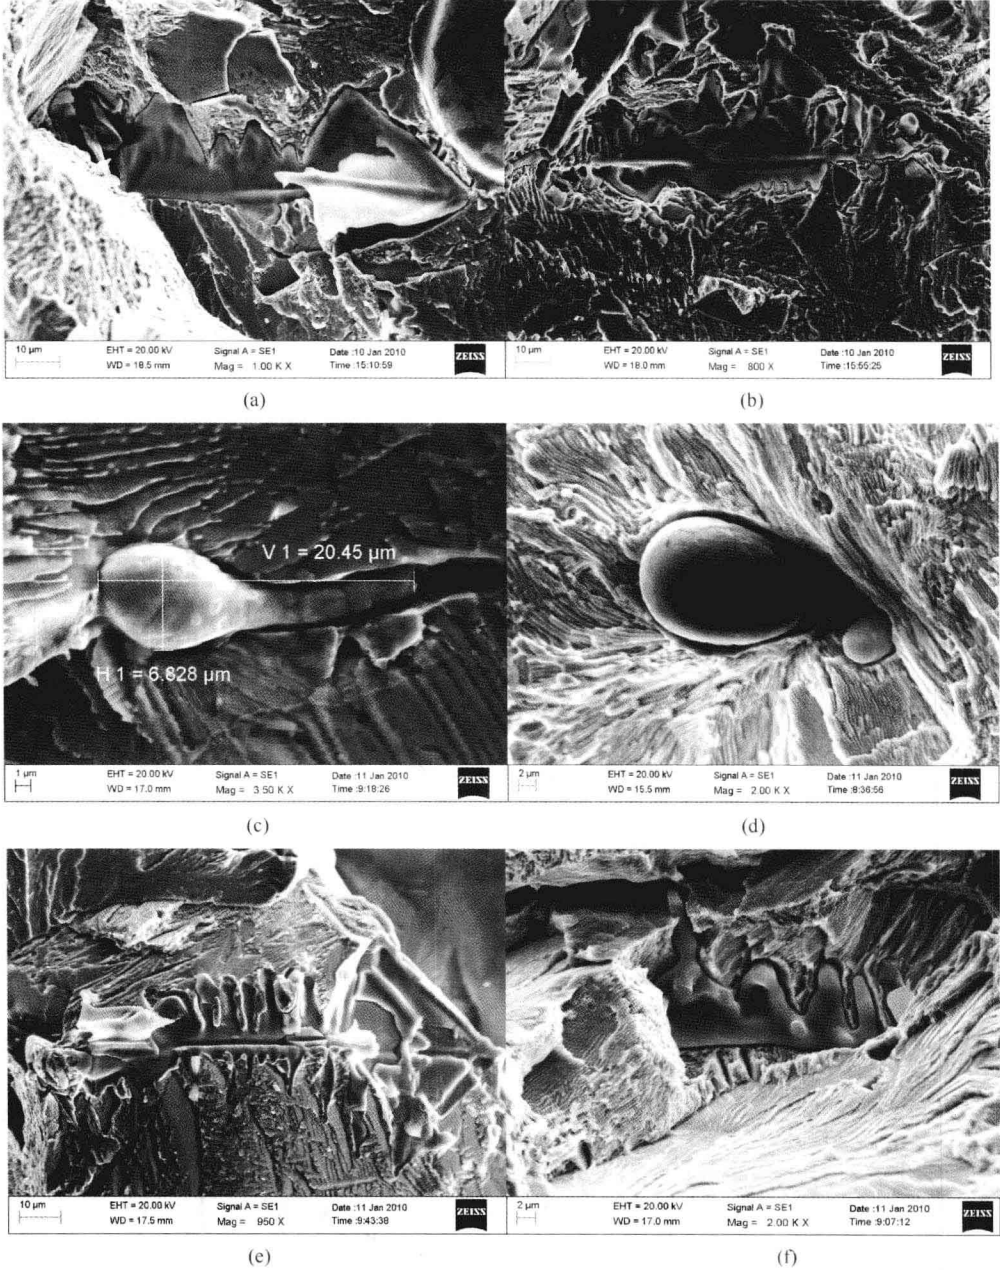 10 µm EHT = 20.00 kV Signal A = SE1 Date :10 Jan 2010 ZEISS
WD = 18.5 mm Mag = 1.00 K X Time :15:10:59
(a)
10 µm EHT = 20.00 kV Signal A = SE1 Date :10 Jan 2010 ZEISS
WD = 18.0 mm Mag = 800 X Time :15:55:25
(b)
V 1 = 20.45 µm
H 1 = 6.828 µm
1 µm EHT = 20.00 kV Signal A = SE1 Date :11 Jan 2010 ZEISS
WD = 17.0 mm Mag = 3.50 K X Time :9:18:26
(c)
2 µm EHT = 20.00 kV Signal A = SE1 Date :11 Jan 2010 ZEISS
WD = 15.5 mm Mag = 2.00 K X Time :8:36:56
(d)
10 µm EHT = 20.00 kV Signal A = SE1 Date :11 Jan 2010 ZEISS
WD = 17.5 mm Mag = 950 X Time :9:43:38
(e)
2 µm EHT = 20.00 kV Signal A = SE1 Date :11 Jan 2010 ZEISS
WD = 17.0 mm Mag = 2.00 K X Time :9:07:12
(f)